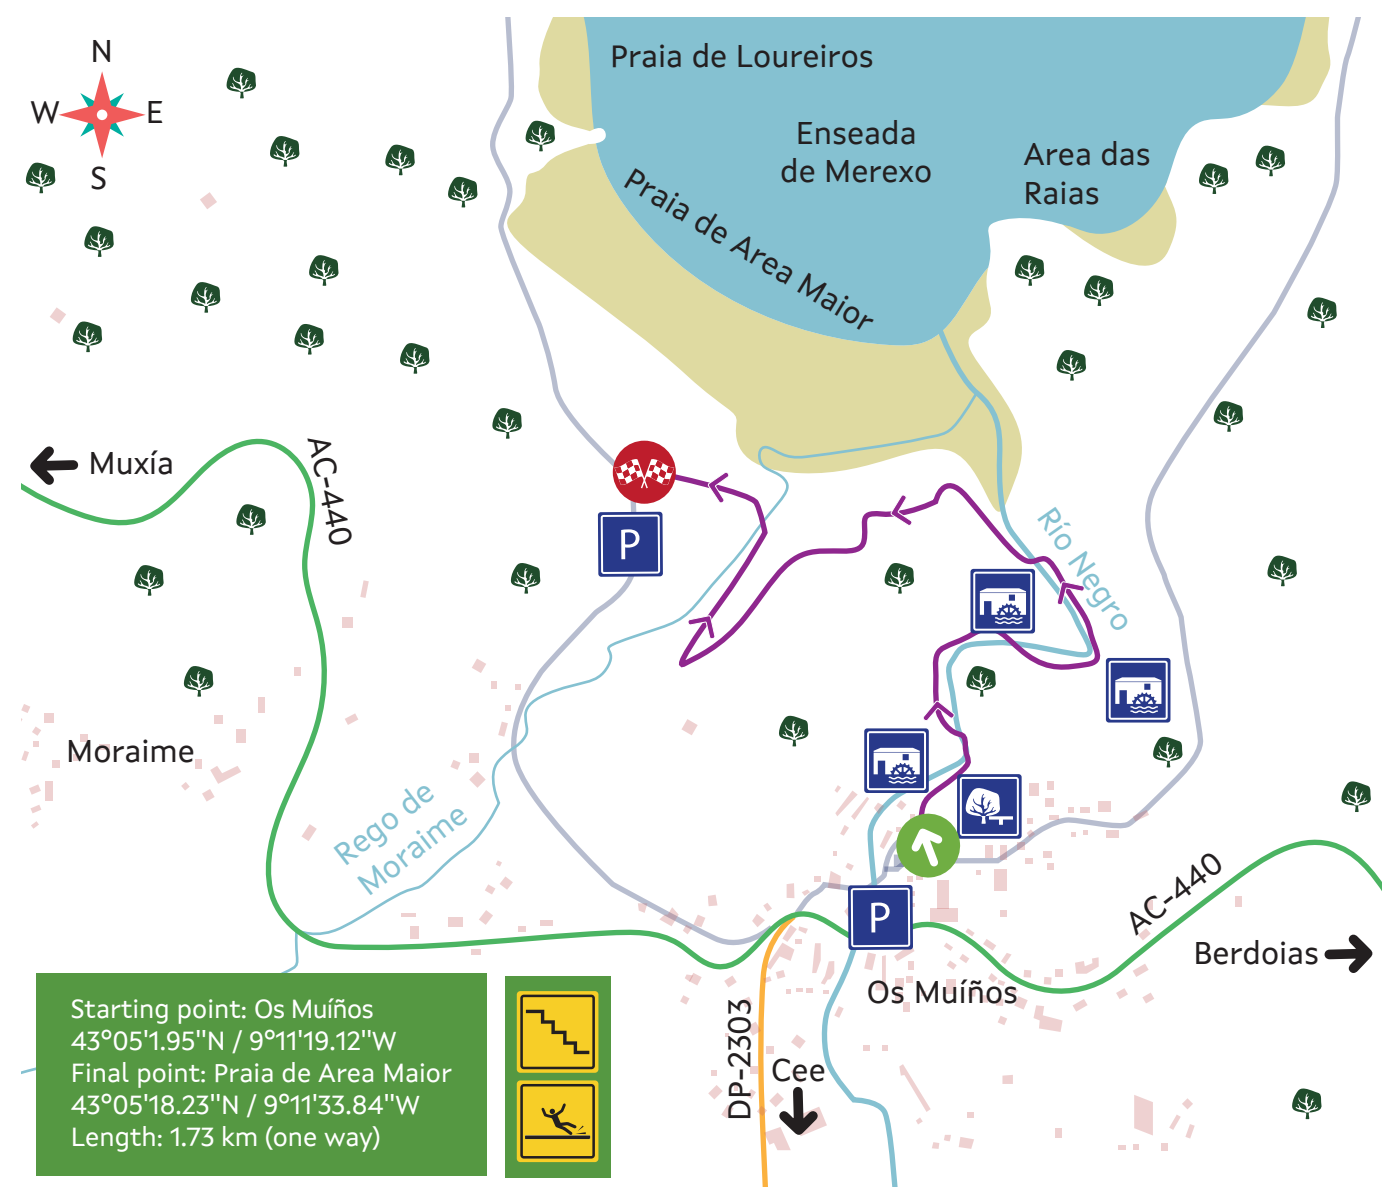 N
W
E
S
Praia de Loureiros
Enseada
de Merexo
Area das
Raias
Praia de Area Maior
Muxía
AC-440
P
Río Negro
Moraime
Rego de
Moraime
P
AC-440
Berdoias
Os Muíños
DP-2303
Cee
Starting point: Os Muíños
43°05'1.95''N / 9°11'19.12''W
Final point: Praia de Area Maior
43°05'18.23''N / 9°11'33.84''W
Length: 1.73 km (one way)